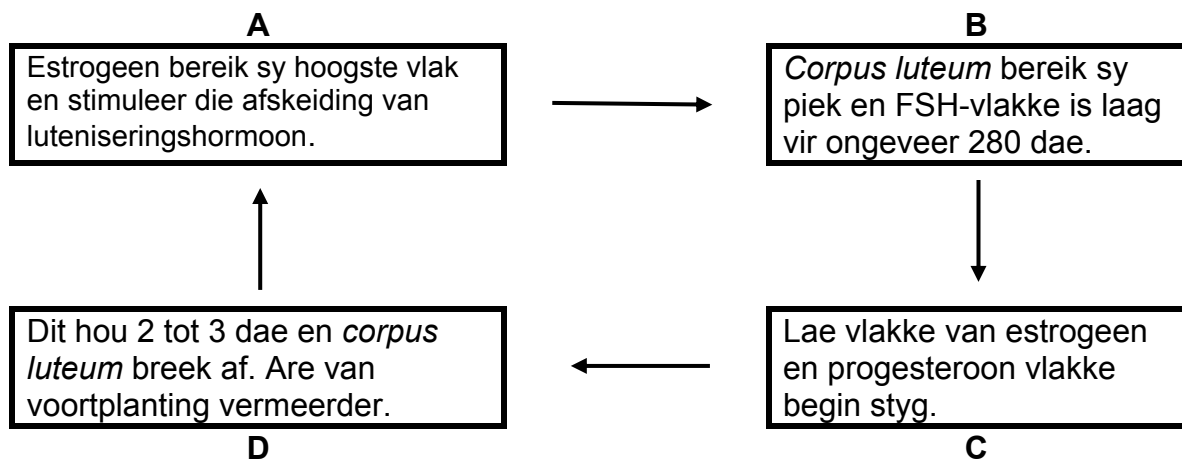 A
Estrogeen bereik sy hoogste vlak
en stimuleer die afskeiding van
luteniseringshormoon.
B
Corpus luteum bereik sy
piek en FSH-vlakke is laag
vir ongeveer 280 dae.
Dit hou 2 tot 3 dae en corpus
luteum breek af. Are van
voortplanting vermeerder.
D
Lae vlakke van estrogeen
en progesteroon vlakke
begin styg.
C